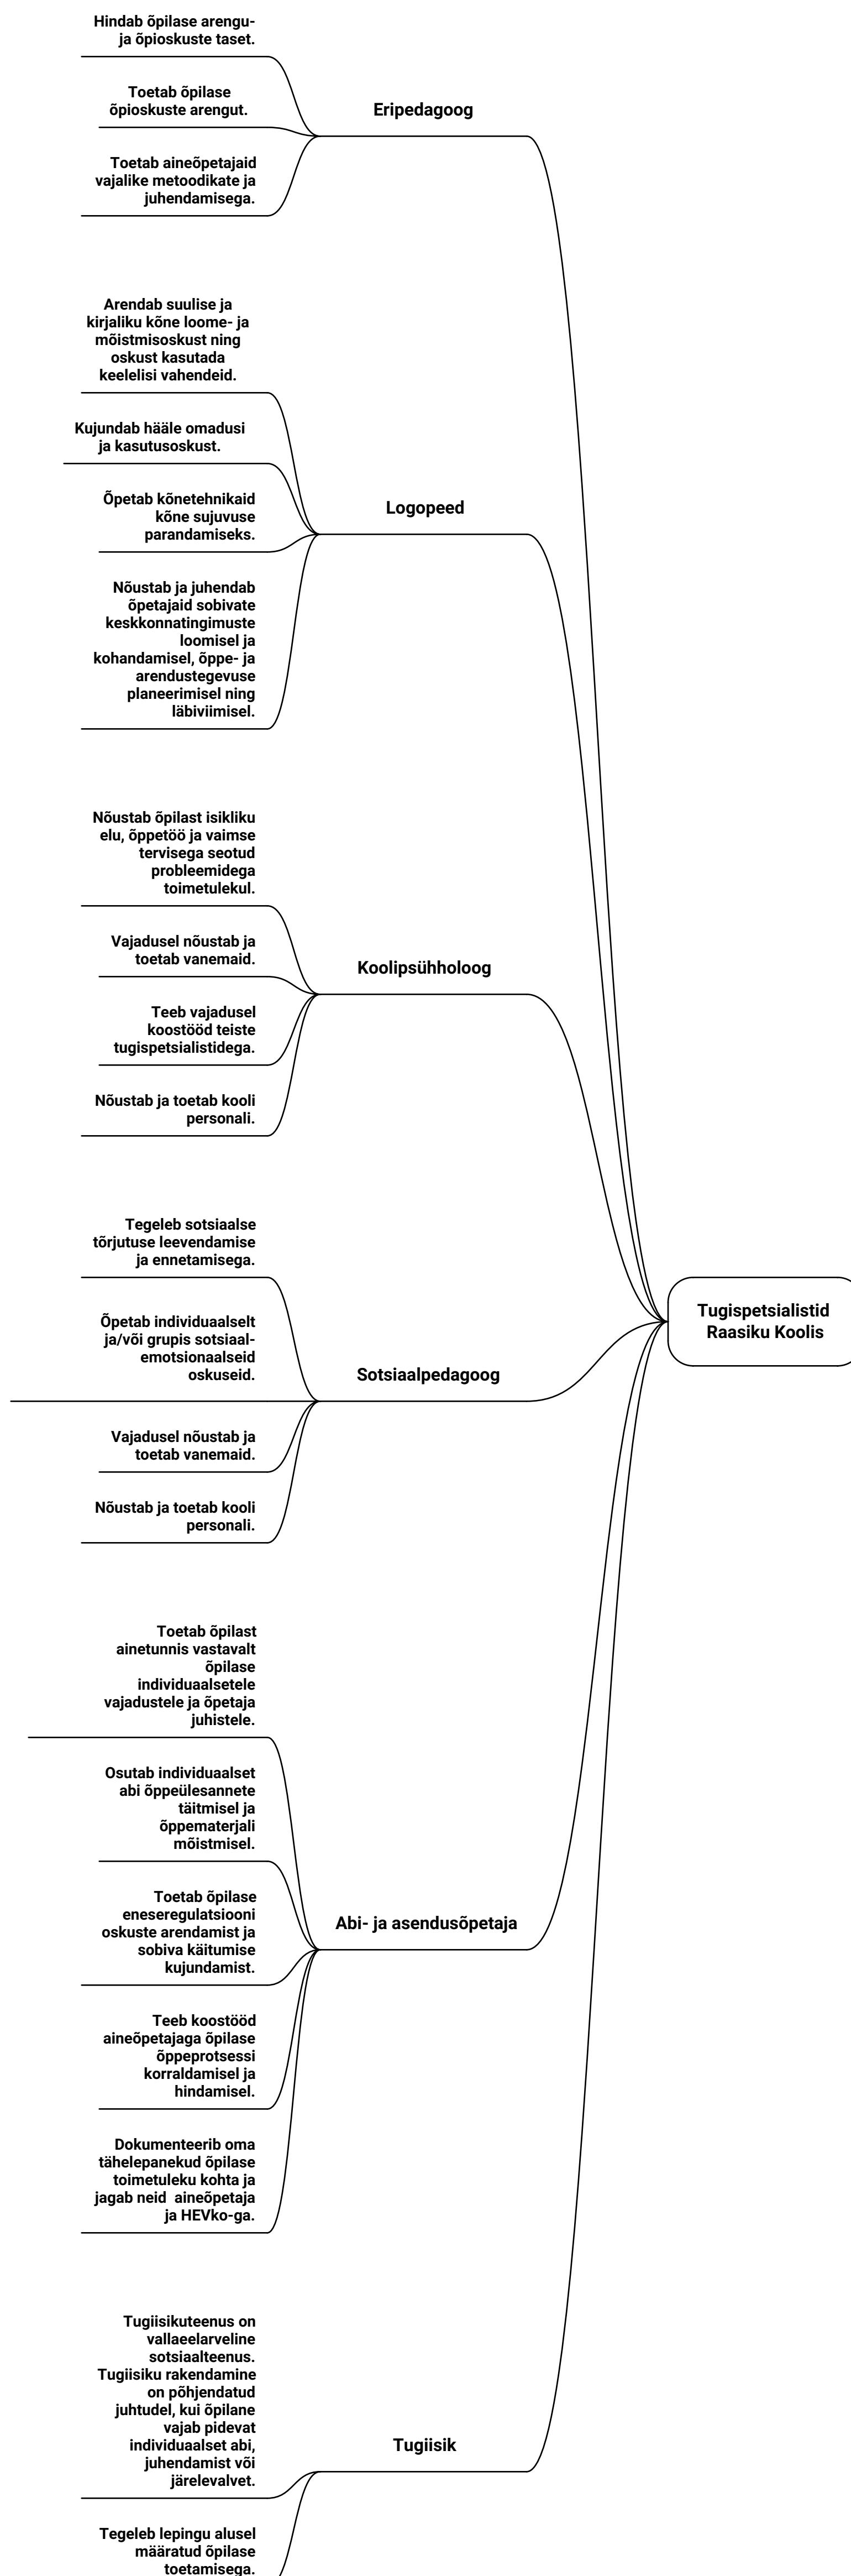 Hindab õpilase arengu-
ja õpioskuste taset.
Toetab õpilase
õpioskuste arengut.
Toetab aineõpetajaid
vajalike metoodikate ja
juhendamisega.
Eripedagoog
Arendab suulise ja
kirjaliku kõne loome- ja
mõistmisoskust ning
oskust kasutada
keelelisi vahendeid.
Kujundab hääle omadusi
ja kasutusoskust.
Õpetab kõnetehnikaid
kõne sujuvuse
parandamiseks.
Nõustab ja juhendab
õpetajaid sobivate
keskkonnatingimuste
loomisel ja
kohandamisel, õppe- ja
arendustegevuse
planeerimisel ning
läbiviimisel.
Logopeed
Nõustab õpilast isikliku
elu, õppetöö ja vaimse
tervisega seotud
probleemidega
toimetulekul.
Vajadusel nõustab ja
toetab vanemaid.
Teeb vajadusel
koostööd teiste
tugispetsialistidega.
Nõustab ja toetab kooli
personali.
Koolipsühholoog
Tegeleb sotsiaalse
tõrjutuse leevendamise
ja ennetamisega.
Õpetab individuaalselt
ja/või grupis sotsiaal-
emotsionaalseid
oskuseid.
Vajadusel nõustab ja
toetab vanemaid.
Nõustab ja toetab kooli
personali.
Sotsiaalpedagoog
Tugispetsialistid
Raasiku Koolis
Toetab õpilast
ainetunnis vastavalt
õpilase
individuaalsetele
vajadustele ja õpetaja
juhistele.
Osutab individuaalset
abi õppeülesannete
täitmisel ja
õppematerjali
mõistmisel.
Toetab õpilase
eneseregulatsiooni
oskuste arendamist ja
sobiva käitumise
kujundamist.
Teeb koostööd
aineõpetajaga õpilase
õppeprotsessi
korraldamisel ja
hindamisel.
Dokumenteerib oma
tähelepanekud õpilase
toimetuleku kohta ja
jagab neid  aineõpetaja
ja HEVko-ga.
Abi- ja asendusõpetaja
Tugiisikuteenus on
vallaeelarveline
sotsiaalteenus.
Tugiisiku rakendamine
on põhjendatud
juhtudel, kui õpilane
vajab pidevat
individuaalset abi,
juhendamist või
järelevalvet.
Tegeleb lepingu alusel
määratud õpilase
toetamisega.
Tugiisik